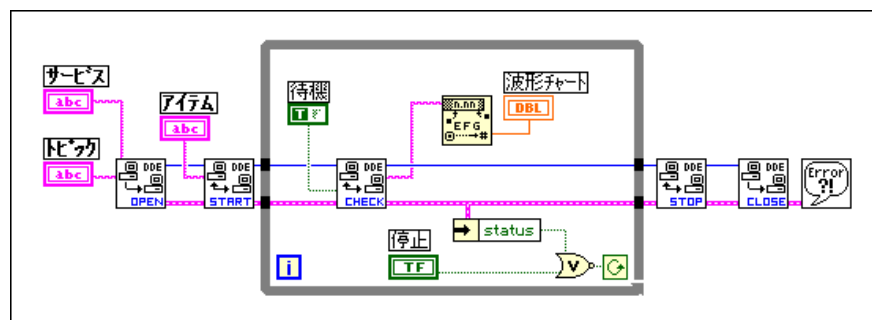 サービス
abc
アイテム
abc
トピック
abc
待機
T F
波形チャート
DBL
n.nn
EFG
#
DDE
OPEN
DDE
START
DDE
CHECK
DDE
STOP
DDE
CLOSE
Error
?!
status
停止
TF
V
i